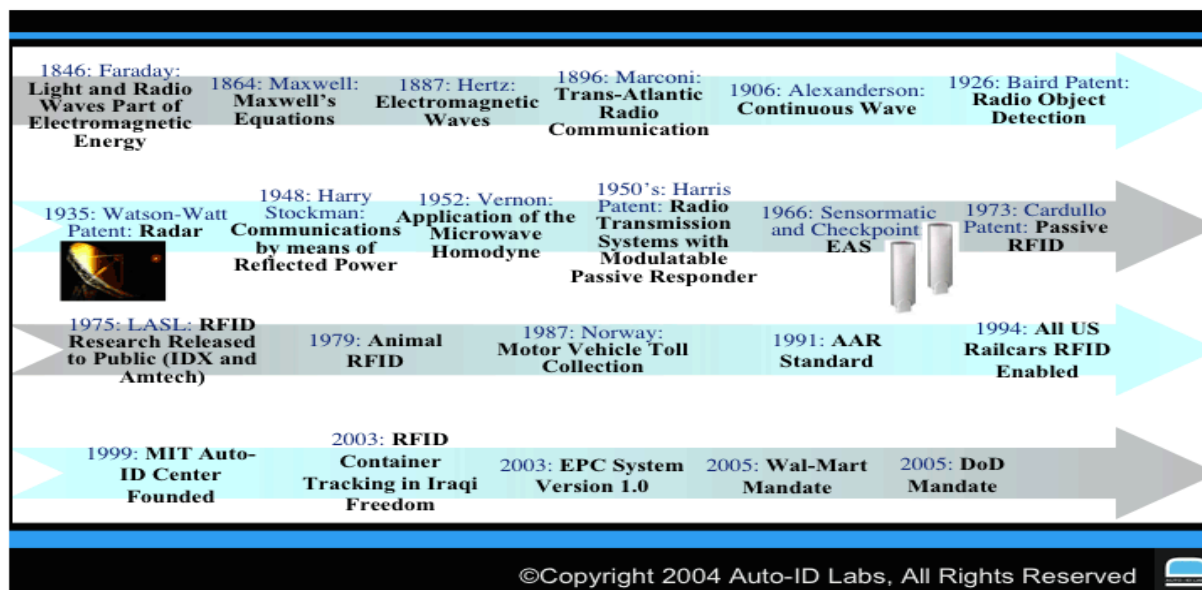 1846: Faraday:
Light and Radio
Waves Part of
Electromagnetic
Energy
1864: Maxwell:
Maxwell's
Equations
1887: Hertz:
Electromagnetic
Waves
1896: Marconi:
Trans-Atlantic
Radio
Communication
1906: Alexanderson:
Continuous Wave
1926: Baird Patent:
Radio Object
Detection
1935: Watson-Watt
Patent: Radar
1948: Harry
Stockman:
Communications
by means of
Reflected Power
1952: Vernon:
Application of the
Microwave
Homodyne
1950's: Harris
Patent: Radio
Transmission
Systems with
Modulatable
Passive Responder
1966: Sensormatic
and Checkpoint
EAS
1973: Cardullo
Patent: Passive
RFID
1975: LASL: RFID
Research Released
to Public (IDX and
Amtech)
1979: Animal
RFID
1987: Norway:
Motor Vehicle Toll
Collection
1991: AAR
Standard
1994: All US
Railcars RFID
Enabled
1999: MIT Auto-
ID Center
Founded
2003: RFID
Container
Tracking in Iraqi
Freedom
2003: EPC System
Version 1.0
2005: Wal-Mart
Mandate
2005: DoD
Mandate
©Copyright 2004 Auto-ID Labs, All Rights Reserved